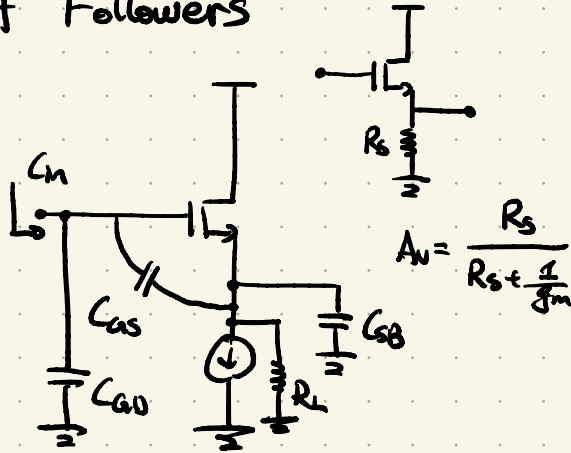 f Followers
Cin
CGS
CGD
CSB
RL
RS
Av = RS / (RS + 1/gm)